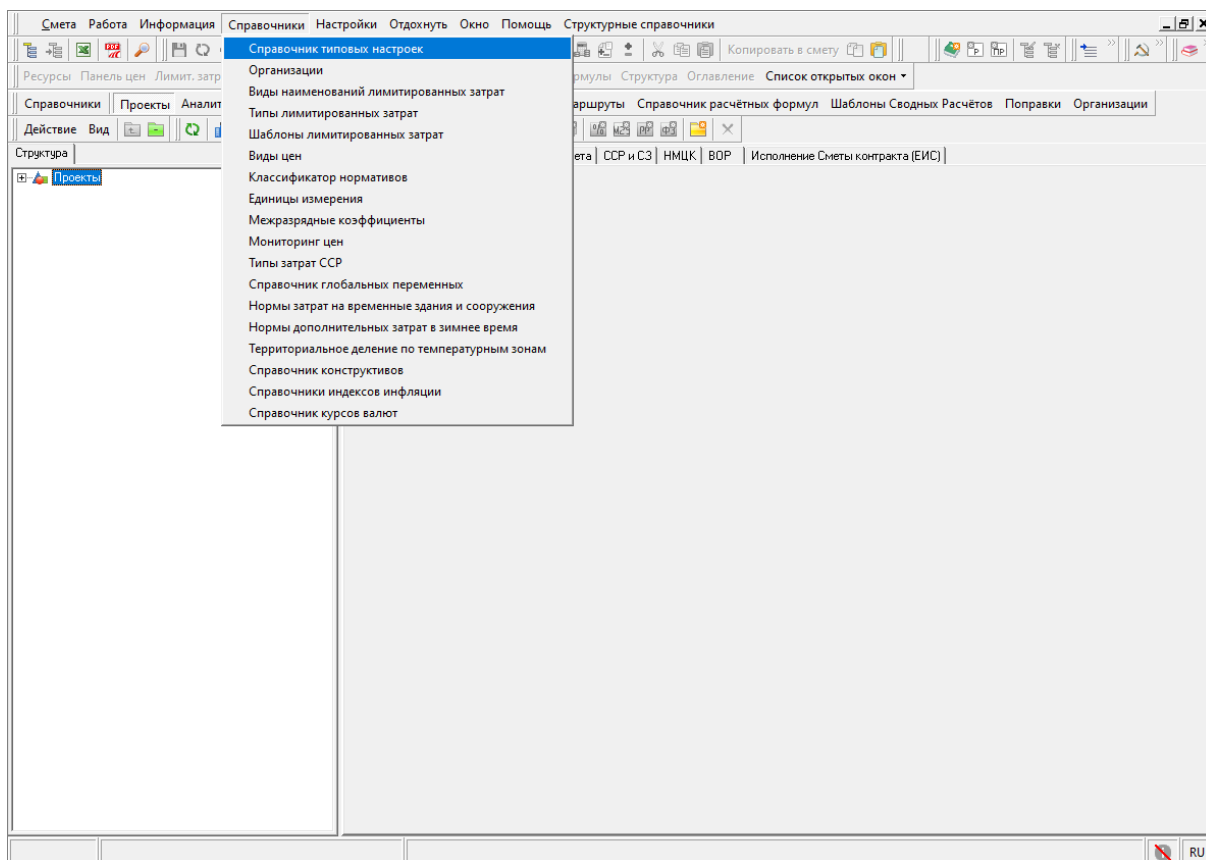 Смета Работа Информация Справочники Настройки Отдохнуть Окно Помощь Структурные справочники
Копировать в смету
Ресурсы Панель цен Лимит. затр рмулы Структура Оглавление Список открытых окон
Справочники Проекты Аналит аршруты Справочник расчётных формул Шаблоны Сводных Расчётов Поправки Организации
Действие Вид
Структура ета ССР и СЗ НМЦК ВОР Исполнение Сметы контракта (ЕИС)
Проекты
Справочник типовых настроек
Организации
Виды наименований лимитированных затрат
Типы лимитированных затрат
Шаблоны лимитированных затрат
Виды цен
Классификатор нормативов
Единицы измерения
Межразрядные коэффициенты
Мониторинг цен
Типы затрат ССР
Справочник глобальных переменных
Нормы затрат на временные здания и сооружения
Нормы дополнительных затрат в зимнее время
Территориальное деление по температурным зонам
Справочник конструктивов
Справочники индексов инфляции
Справочник курсов валют
RU